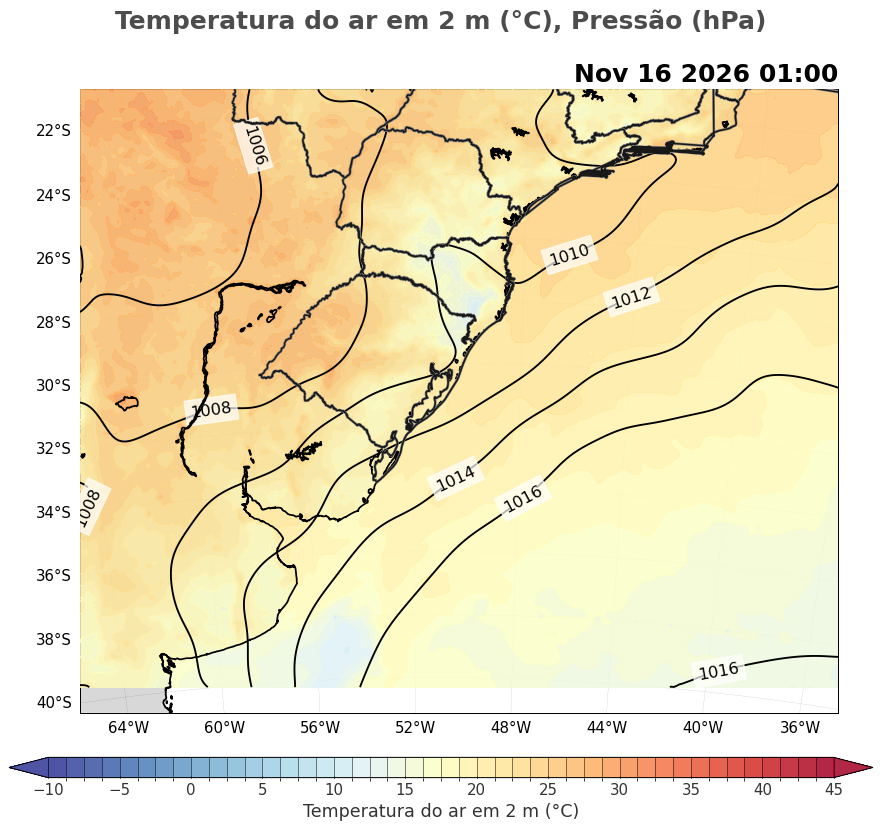 Temperatura do ar em 2 m (°C), Pressão (hPa)
Nov 16 2026 01:00
22°S
24°S
26°S
28°S
30°S
32°S
34°S
36°S
38°S
40°S
1006
1010
1012
1008
1014
1016
1008
1016
64°W
60°W
56°W
52°W
48°W
44°W
40°W
36°W
−10
−5
0
5
10
15
20
25
30
35
40
45
Temperatura do ar em 2 m (°C)